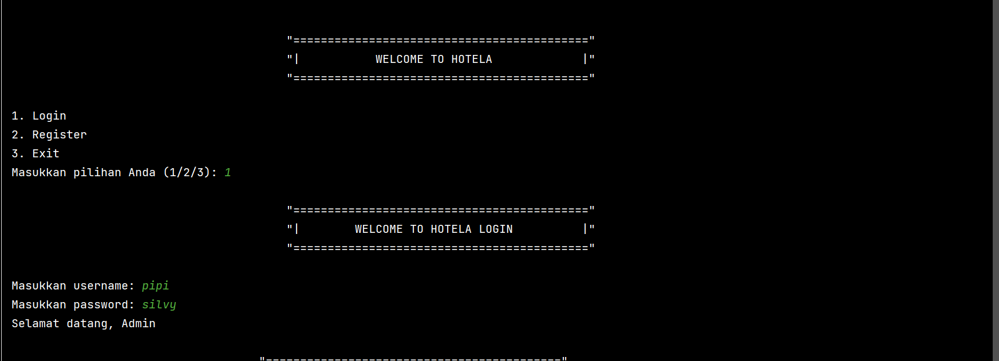 "==========================================="
"|           WELCOME TO HOTELA             |"
"==========================================="
1. Login
2. Register
3. Exit
Masukkan pilihan Anda (1/2/3): 1
"==========================================="
"|        WELCOME TO HOTELA LOGIN          |"
"==========================================="
Masukkan username: pipi
Masukkan password: silvy
Selamat datang, Admin
"==========================================="